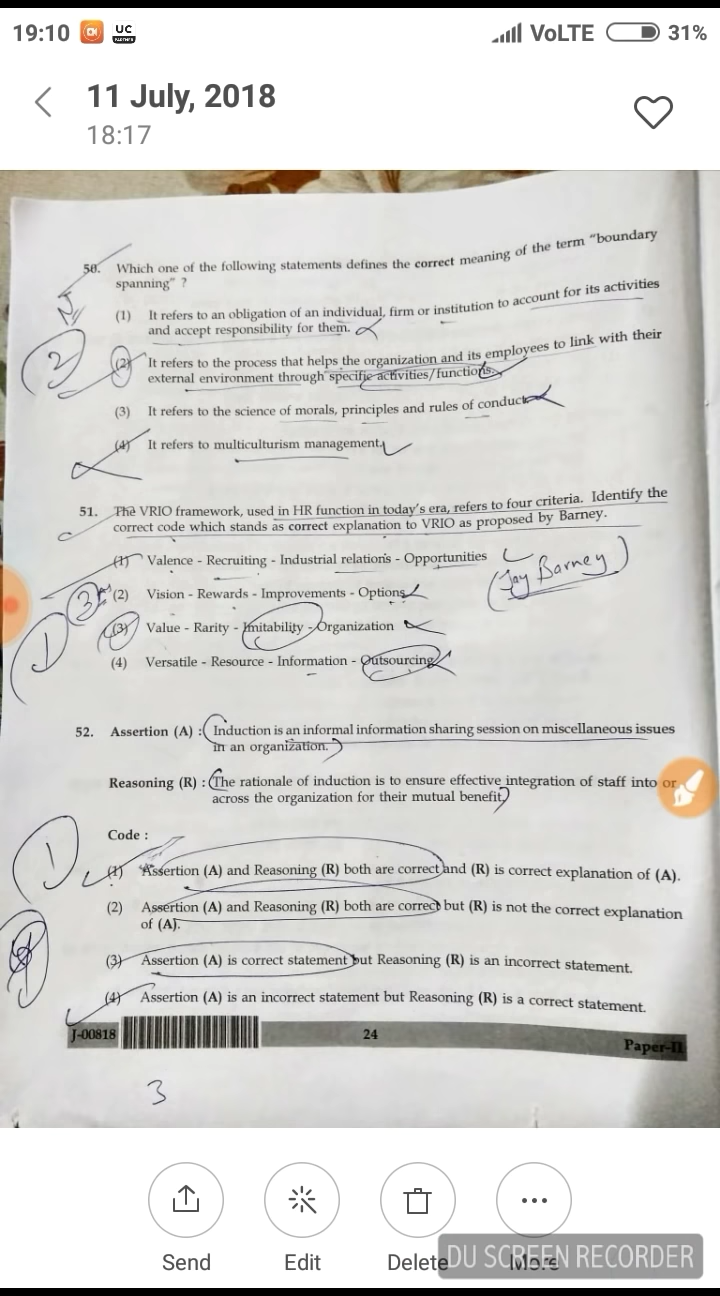 19:10 UC VoLTE 31%
PARTNER
11 July, 2018
18:17
50. Which one of the following statements defines the correct meaning of the term "boundary
spanning" ?
(1) It refers to an obligation of an individual, firm or institution to account for its activities
and accept responsibility for them.
2
(2) It refers to the process that helps the organization and its employees to link with their
external environment through specific activities/functions.
(3) It refers to the science of morals, principles and rules of conduct.
(4) It refers to multiculturism management.
51. The VRIO framework, used in HR function in today's era, refers to four criteria. Identify the
correct code which stands as correct explanation to VRIO as proposed by Barney.
(1) Valence - Recruiting - Industrial relations - Opportunities
(Jay Barney)
3 (2) Vision - Rewards - Improvements - Options
1 (3) Value - Rarity - Imitability - Organization
(4) Versatile - Resource - Information - Outsourcing
52. Assertion (A) : Induction is an informal information sharing session on miscellaneous issues
in an organization.
Reasoning (R) : The rationale of induction is to ensure effective integration of staff into or
across the organization for their mutual benefit.
Code :
1
(1) Assertion (A) and Reasoning (R) both are correct and (R) is correct explanation of (A).
(2) Assertion (A) and Reasoning (R) both are correct but (R) is not the correct explanation
of (A).
(3) Assertion (A) is correct statement but Reasoning (R) is an incorrect statement.
(4) Assertion (A) is an incorrect statement but Reasoning (R) is a correct statement.
J-00818 24 Paper-II
3
Send Edit Delete More
DU SCREEN RECORDER